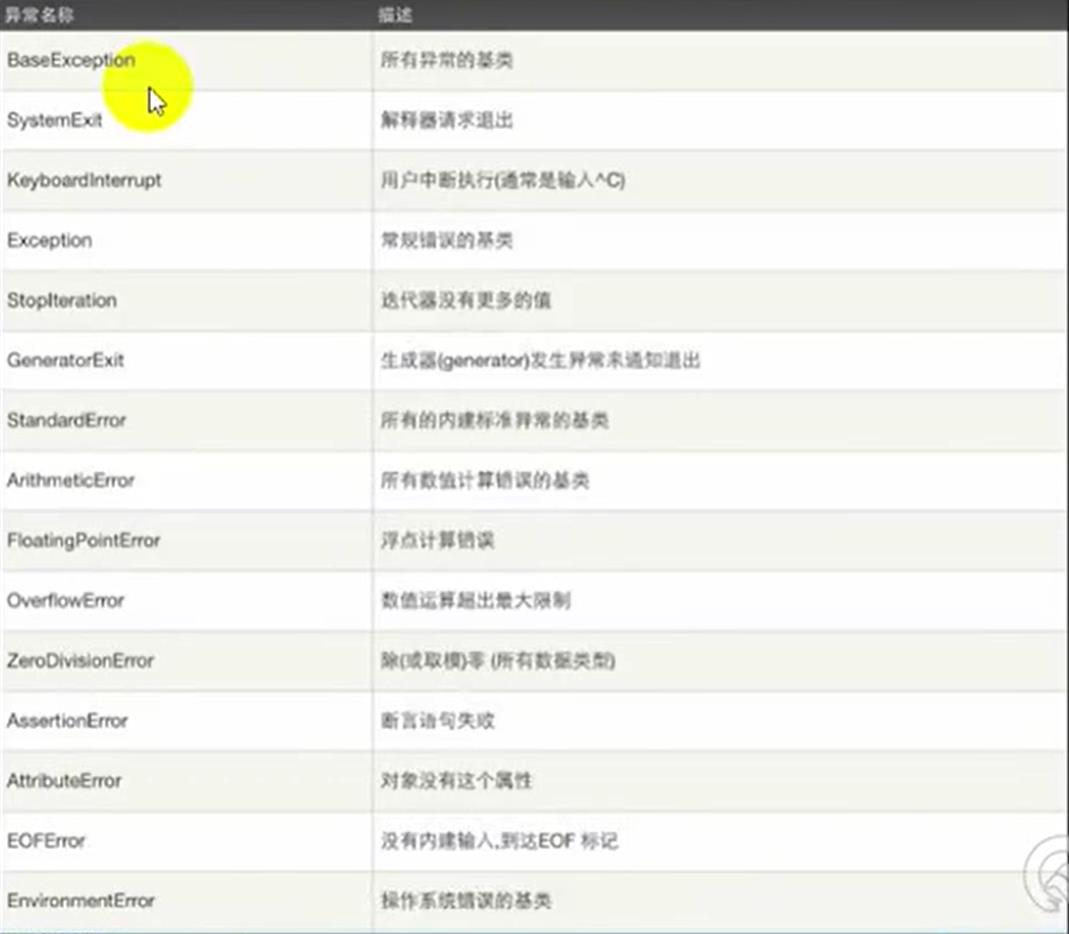 异常名称 描述
BaseException 所有异常的基类
SystemExit 解释器请求退出
KeyboardInterrupt 用户中断执行(通常是输入^C)
Exception 常规错误的基类
StopIteration 迭代器没有更多的值
GeneratorExit 生成器(generator)发生异常来通知退出
StandardError 所有的内建标准异常的基类
ArithmeticError 所有数值计算错误的基类
FloatingPointError 浮点计算错误
OverflowError 数值运算超出最大限制
ZeroDivisionError 除(或取模)零 (所有数据类型)
AssertionError 断言语句失败
AttributeError 对象没有这个属性
EOFError 没有内建输入,到达EOF 标记
EnvironmentError 操作系统错误的基类